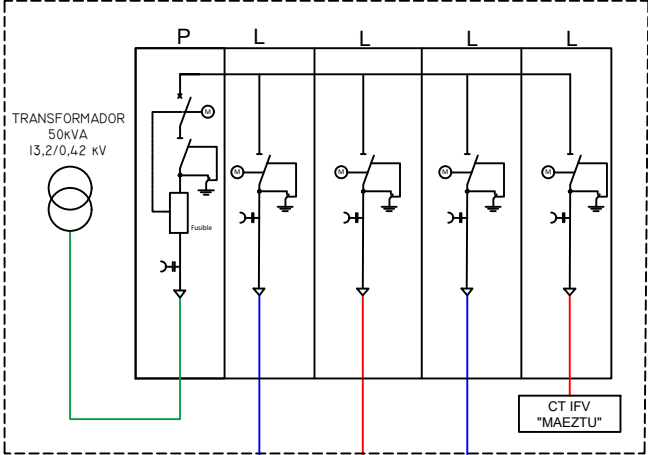 P L L L L
TRANSFORMADOR
50kVA
13,2/0,42 kV
M
M
M
M
M
Fusible
CT IFV
"MAEZTU"